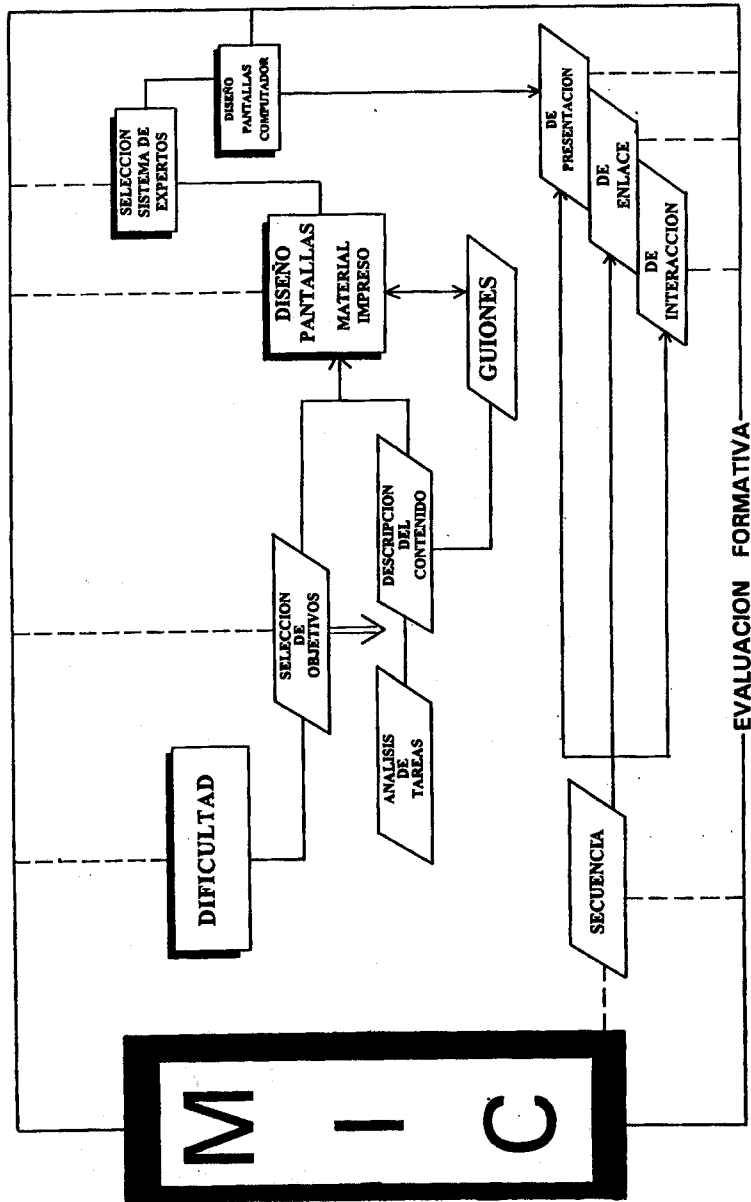 M
I
C
DIFICULTAD
SELECCION
DE
OBJETIVOS
ANALISIS
DE
TAREAS
DESCRIPCION
DEL
CONTENIDO
GUIONES
DISEÑO
PANTALLAS
MATERIAL
IMPRESO
SELECCION
SISTEMA DE
EXPERTOS
DISEÑO
PANTALLAS
COMPUTADOR
SECUENCIA
DE
PRESENTACION
DE
ENLACE
DE
INTERACCION
EVALUACION FORMATIVA